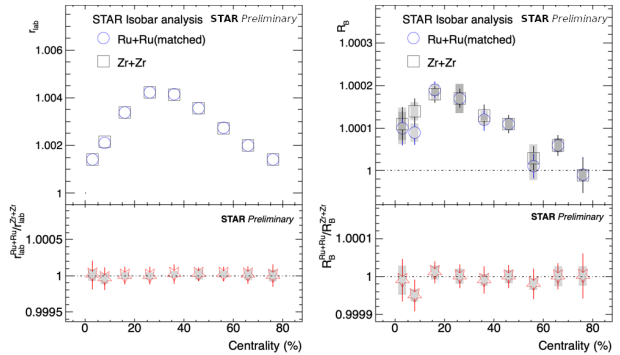 r_lab
STAR Isobar analysis STAR Preliminary
Ru+Ru(matched)
Zr+Zr
1.008
1.006
1.004
1.002
1
r_lab^Ru+Ru/r_lab^Zr+Zr
STAR Preliminary
1.0005
1
0.9995
0 20 40 60 80
Centrality (%)
R_B
STAR Isobar analysis STAR Preliminary
Ru+Ru(matched)
Zr+Zr
1.0003
1.0002
1.0001
1
R_B^Ru+Ru/R_B^Zr+Zr
STAR Preliminary
1.0001
1
0.9999
0 20 40 60 80
Centrality (%)